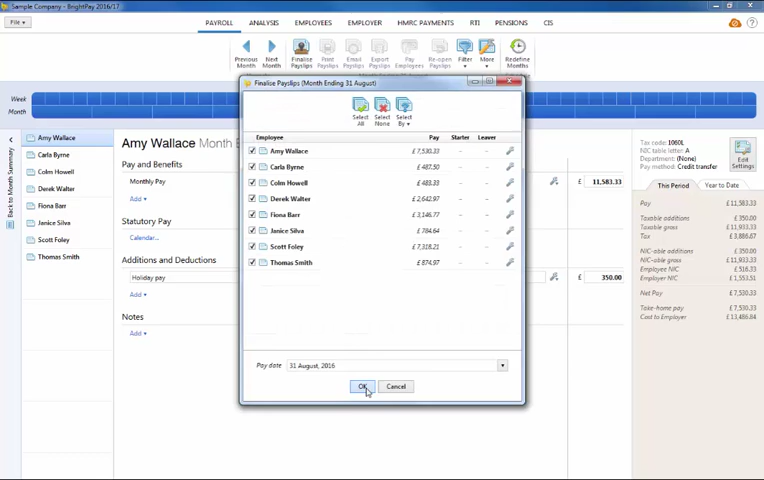 Sample Company - BrightPay 2016/17
File
PAYROLL ANALYSIS EMPLOYEES EMPLOYER HMRC PAYMENTS RTI PENSIONS CIS
Previous Month
Next Month
Finalise Payslips
Print Payslips
Email Payslips
Export Payslips
Pay Employees
Re-open Payslips
Filter
More
Redefine Months
Week
Month
Back to Month Summary
Amy Wallace
Carla Byrne
Colm Howell
Derek Walter
Fiona Barr
Janice Silva
Scott Foley
Thomas Smith
Amy Wallace Month E
Pay and Benefits
Monthly Pay
£ 11,583.33
Add
Statutory Pay
Calendar...
Additions and Deductions
Holiday pay
£ 350.00
Add
Notes
Add
Finalise Payslips (Month Ending 31 August)
Select All
Select None
Select By
Employee Pay Starter Leaver
Amy Wallace £ 7,530.33 – –
Carla Byrne £ 487.50 – –
Colm Howell £ 483.33 – –
Derek Walter £ 2,642.97 – –
Fiona Barr £ 3,146.77 – –
Janice Silva £ 784.64 – –
Scott Foley £ 7,318.21 – –
Thomas Smith £ 874.97 – –
Pay date 31 August, 2016
OK Cancel
Tax code: 1080L
NIC table letter: A
Department: (None)
Pay method: Credit transfer
Edit Settings
This Period Year to Date
Pay £ 11,583.33
Taxable additions £ 350.00
Taxable gross £ 11,933.33
Tax £ 3,886.67
NIC-able additions £ 350.00
NIC-able gross £ 11,933.33
Employee NIC £ 516.33
Employer NIC £ 1,553.51
Net Pay £ 7,530.33
Take-home pay £ 7,530.33
Cost to Employer £ 13,486.84